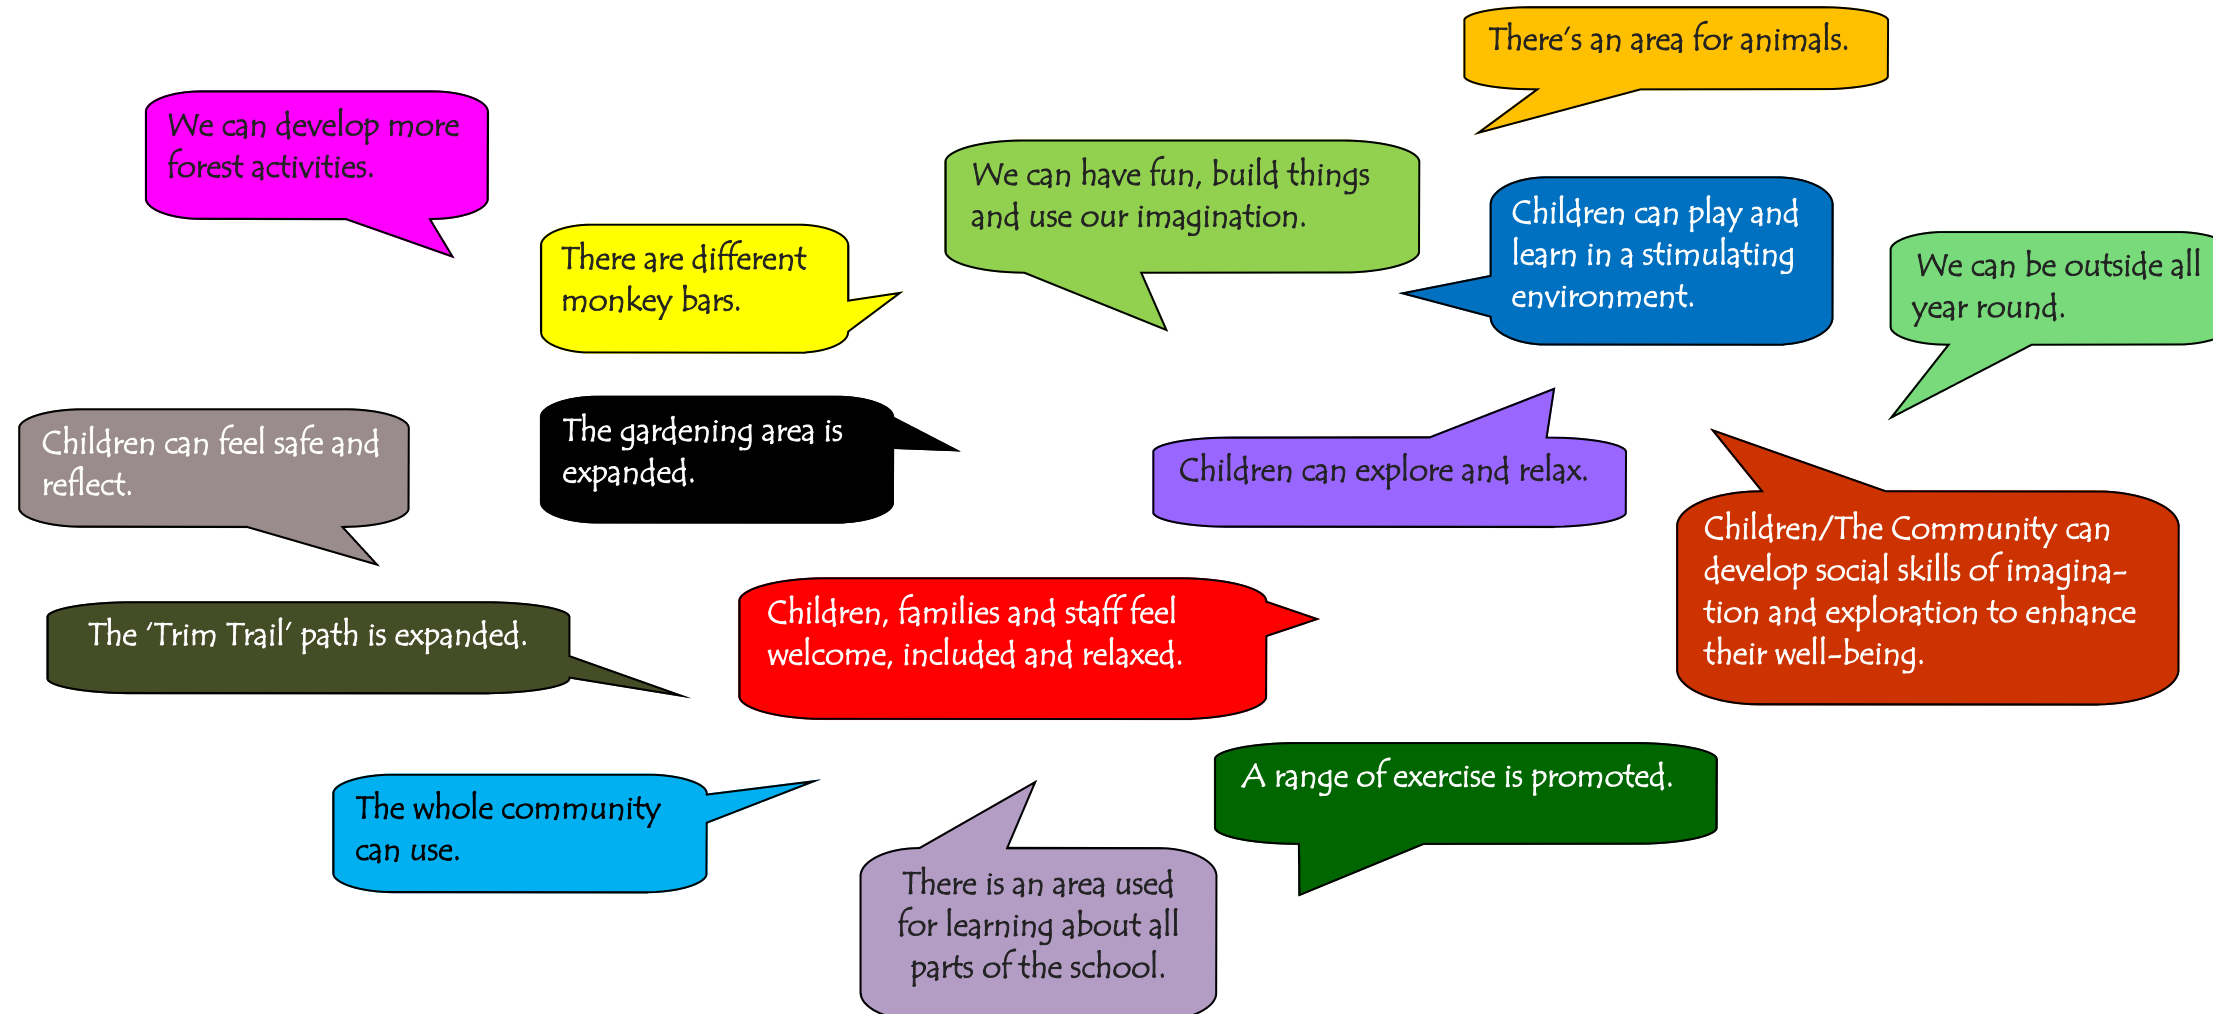 There's an area for animals.
We can develop more
forest activities.
We can have fun, build things
and use our imagination.
Children can play and
learn in a stimulating
environment.
There are different
monkey bars.
We can be outside all
year round.
Children can feel safe and
reflect.
The gardening area is
expanded.
Children can explore and relax.
Children/The Community can
develop social skills of imagina-
tion and exploration to enhance
their well-being.
The 'Trim Trail' path is expanded.
Children, families and staff feel
welcome, included and relaxed.
A range of exercise is promoted.
The whole community
can use.
There is an area used
for learning about all
parts of the school.